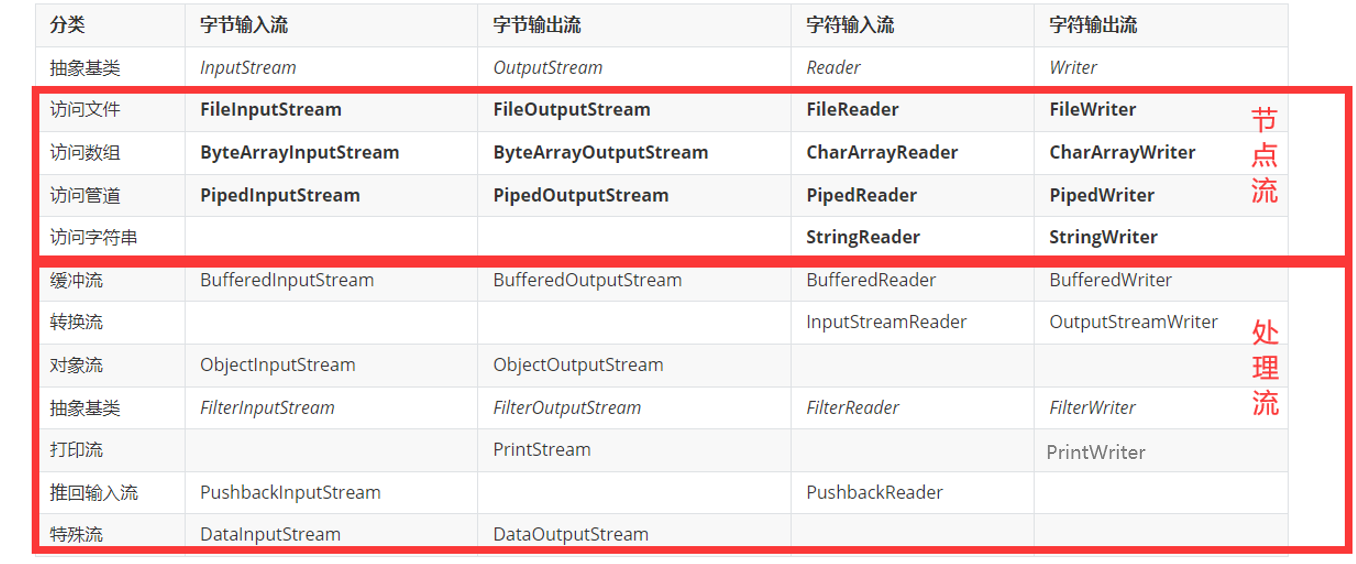 分类 字节输入流 字节输出流 字符输入流 字符输出流
抽象基类 InputStream OutputStream Reader Writer
访问文件 FileInputStream FileOutputStream FileReader FileWriter
访问数组 ByteArrayInputStream ByteArrayOutputStream CharArrayReader CharArrayWriter
访问管道 PipedInputStream PipedOutputStream PipedReader PipedWriter
访问字符串 StringReader StringWriter
节点流
缓冲流 BufferedInputStream BufferedOutputStream BufferedReader BufferedWriter
转换流 InputStreamReader OutputStreamWriter
对象流 ObjectInputStream ObjectOutputStream
抽象基类 FilterInputStream FilterOutputStream FilterReader FilterWriter
打印流 PrintStream PrintWriter
推回输入流 PushbackInputStream PushbackReader
特殊流 DataInputStream DataOutputStream
处理流